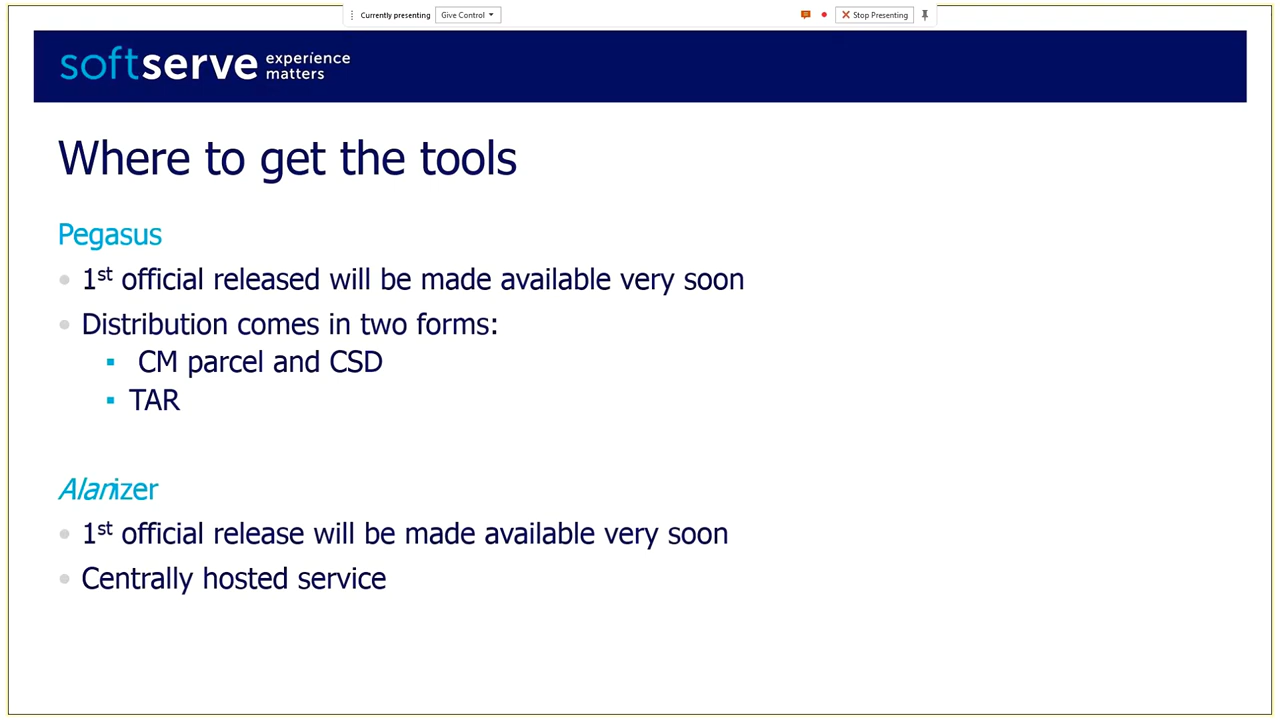 Currently presenting Give Control Stop Presenting
softserve experience
matters
Where to get the tools
Pegasus
1st official released will be made available very soon
Distribution comes in two forms:
CM parcel and CSD
TAR
Alanizer
1st official release will be made available very soon
Centrally hosted service